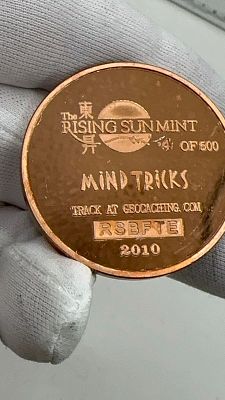 The
東昇
RISING SUN MINT
OF 500
MIND TRICKS
TRACK AT GEOCACHING.COM
RSBFTE
2010